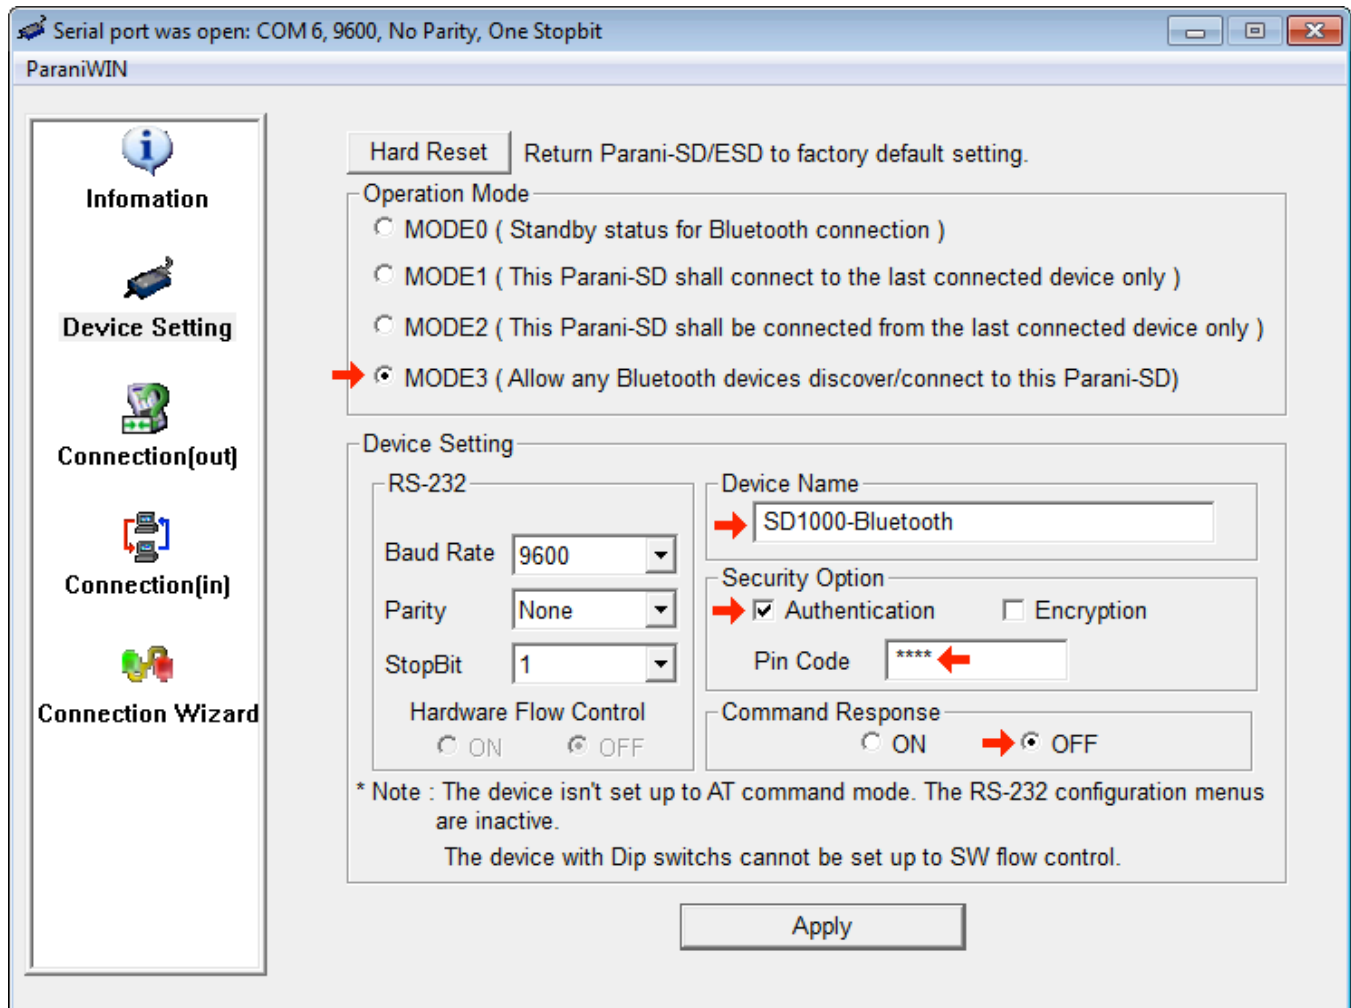 Serial port was open: COM 6, 9600, No Parity, One Stopbit
ParaniWIN
Infomation
Device Setting
Connection(out)
Connection(in)
Connection Wizard
Hard Reset Return Parani-SD/ESD to factory default setting.
Operation Mode
MODE0 ( Standby status for Bluetooth connection )
MODE1 ( This Parani-SD shall connect to the last connected device only )
MODE2 ( This Parani-SD shall be connected from the last connected device only )
MODE3 ( Allow any Bluetooth devices discover/connect to this Parani-SD)
Device Setting
RS-232
Baud Rate 9600
Parity None
StopBit 1
Hardware Flow Control
ON OFF
Device Name
SD1000-Bluetooth
Security Option
Authentication Encryption
Pin Code ****
Command Response
ON OFF
* Note : The device isn't set up to AT command mode. The RS-232 configuration menus
are inactive.
The device with Dip switchs cannot be set up to SW flow control.
Apply